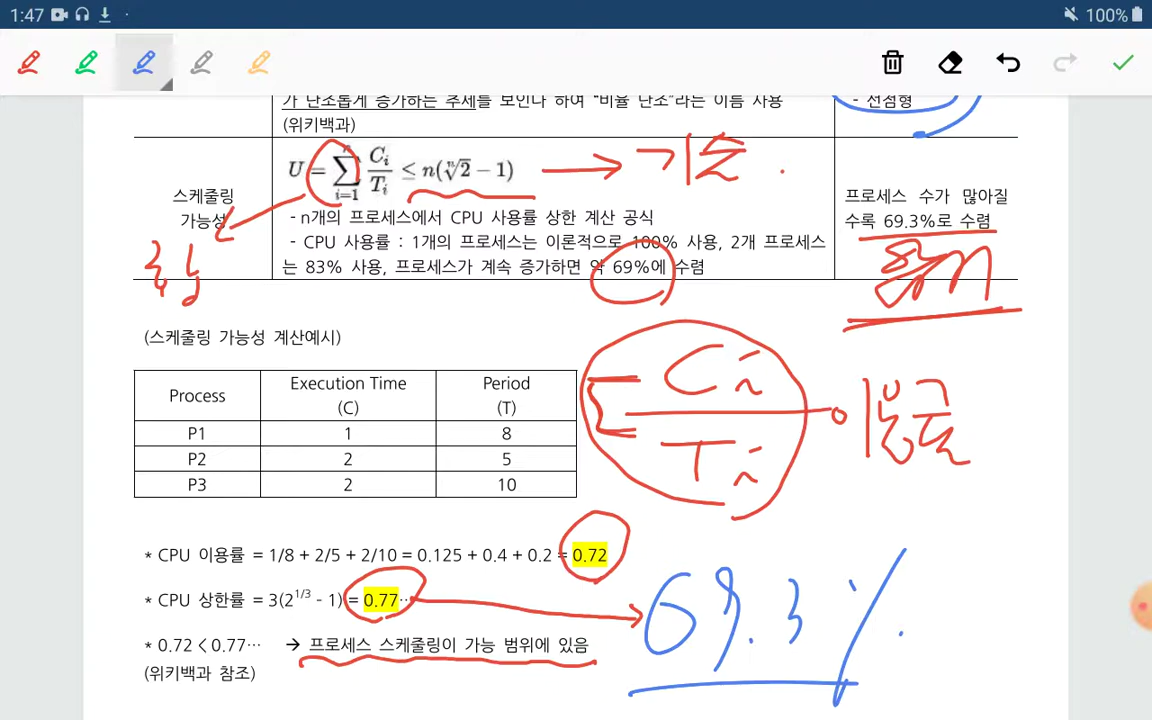 1:47 100%
가 단조롭게 증가하는 추세를 보인다 하여 “비율 단조”라는 이름 사용
(위키백과)
- 선점형
스케줄링
가능성
U = n∑i=1 Ci/Ti ≤ n(ⁿ√2 − 1)
기준
- n개의 프로세스에서 CPU 사용률 상한 계산 공식
- CPU 사용률 : 1개의 프로세스는 이론적으로 100% 사용, 2개 프로세스
는 83% 사용, 프로세스가 계속 증가하면 약 69%에 수렴
프로세스 수가 많아질
수록 69.3%로 수렴
합
(스케줄링 가능성 계산예시)
Process Execution Time (C) Period (T)
P1 1 8
P2 2 5
P3 2 10
Ci
Ti
* CPU 이용률 = 1/8 + 2/5 + 2/10 = 0.125 + 0.4 + 0.2 = 0.72
* CPU 상한률 = 3(2^1/3 - 1) = 0.77…
69.3%
* 0.72 < 0.77… → 프로세스 스케줄링이 가능 범위에 있음
(위키백과 참조)